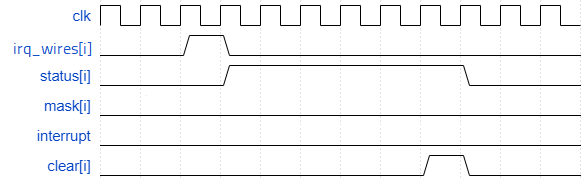 clk
irq_wires[i]
status[i]
mask[i]
interrupt
clear[i]